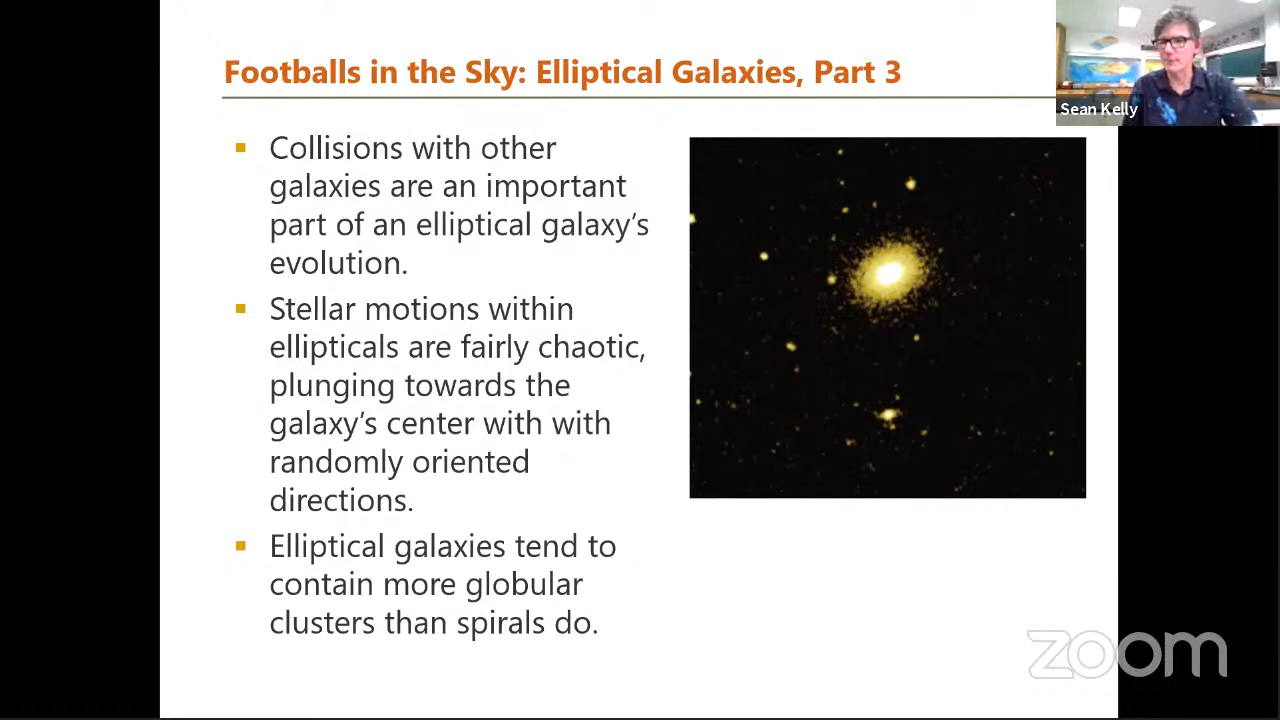 Footballs in the Sky: Elliptical Galaxies, Part 3
Sean Kelly
Collisions with other
galaxies are an important
part of an elliptical galaxy’s
evolution.
Stellar motions within
ellipticals are fairly chaotic,
plunging towards the
galaxy’s center with with
randomly oriented
directions.
Elliptical galaxies tend to
contain more globular
clusters than spirals do.
zoom